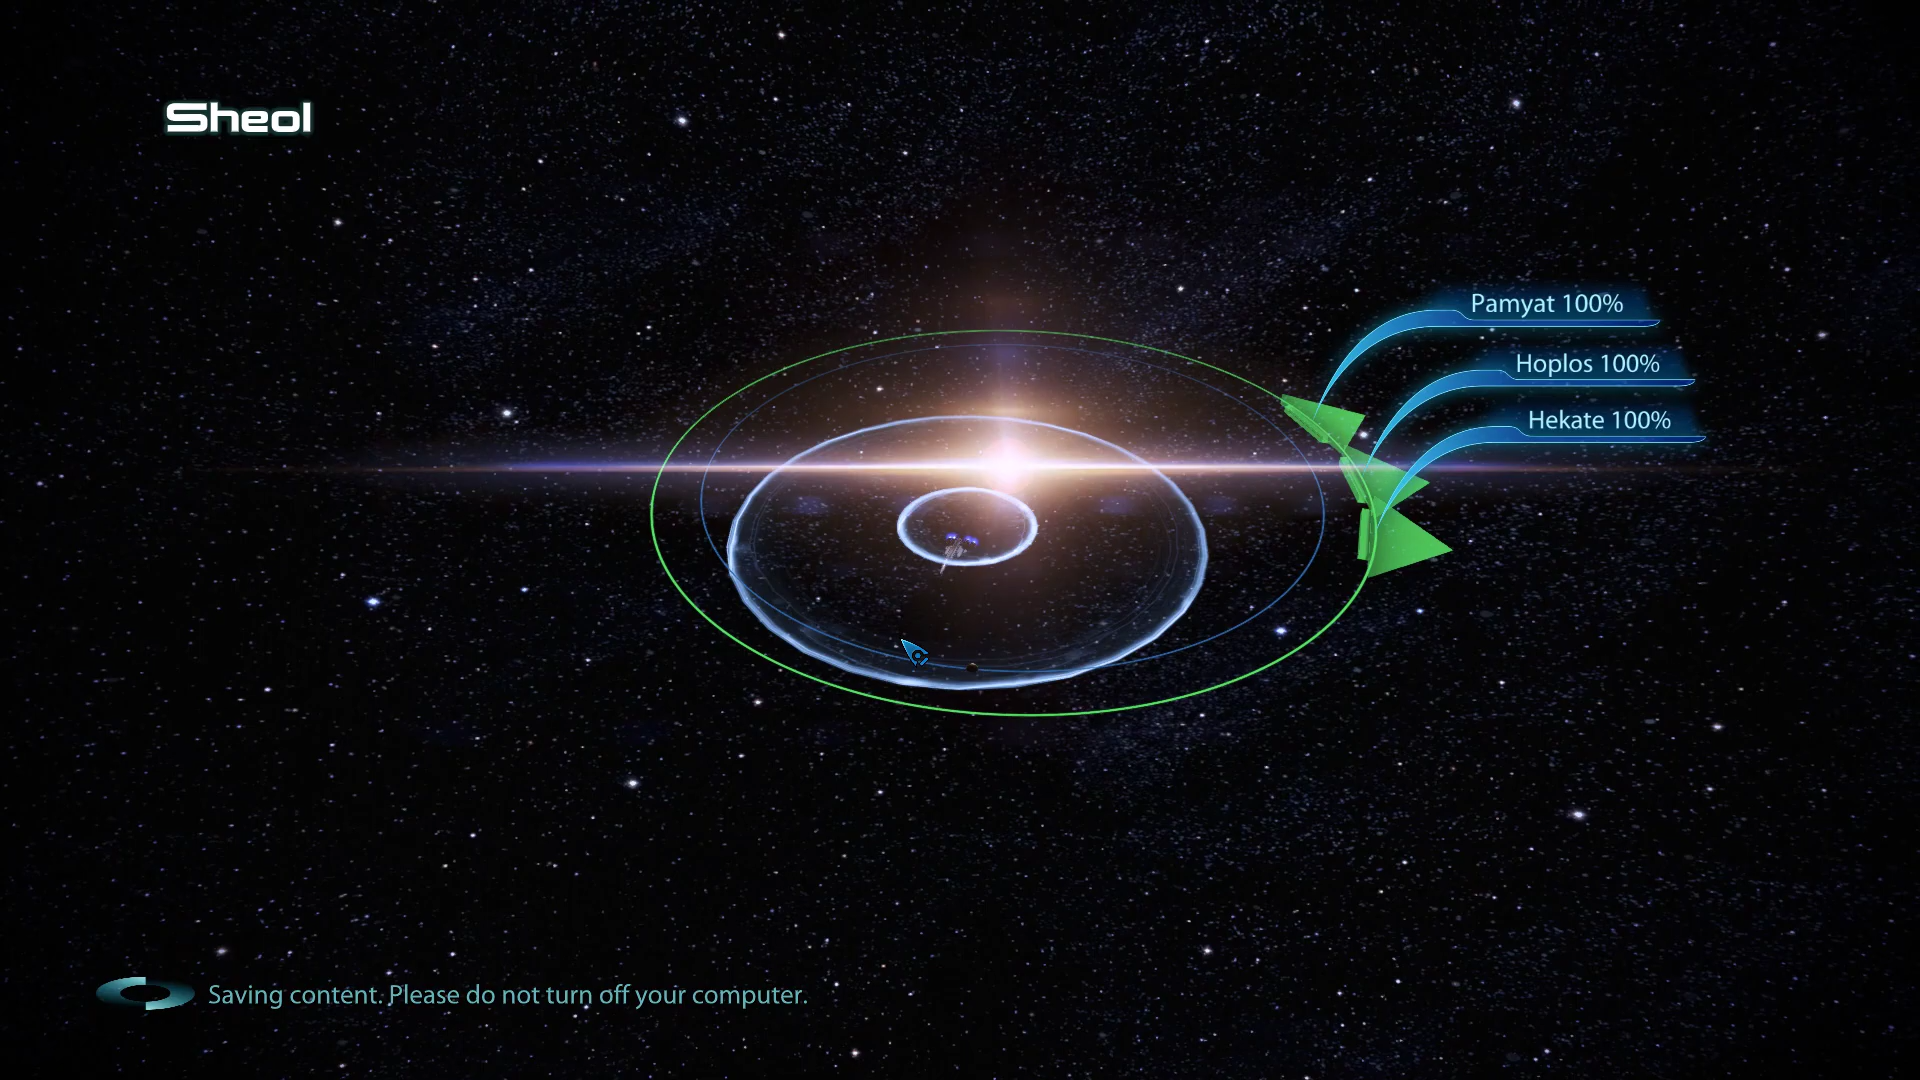 Sheol
Pamyat 100%
Hoplos 100%
Hekate 100%
Saving content. Please do not turn off your computer.